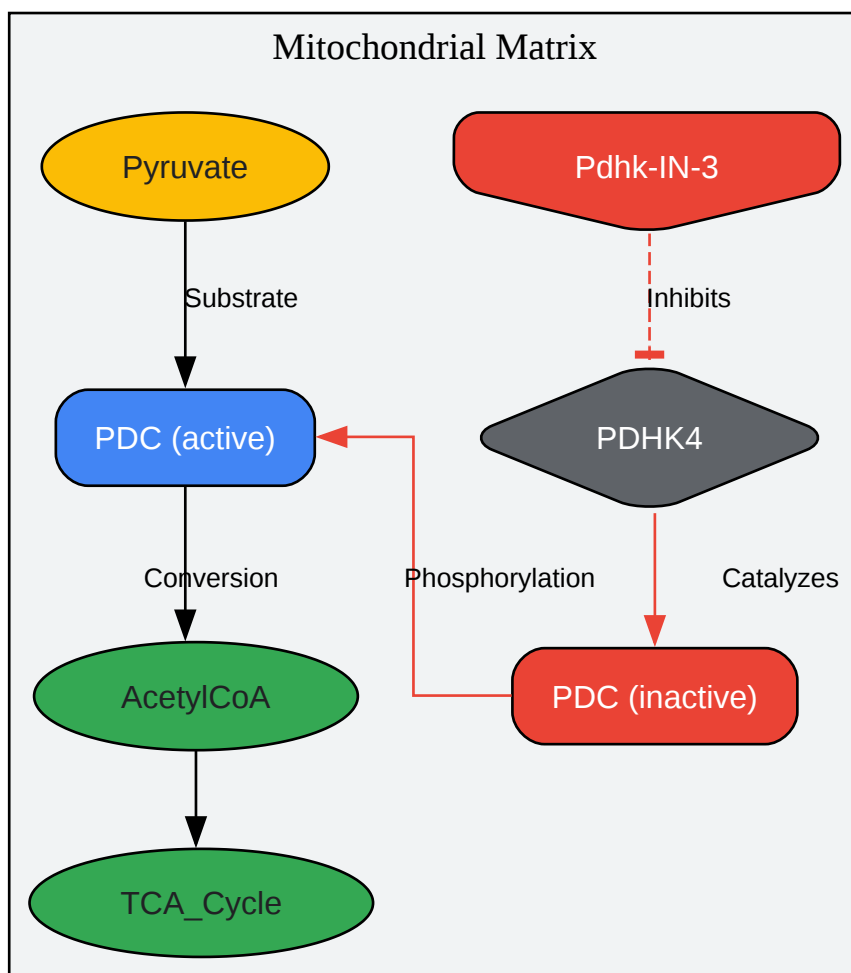 Mitochondrial Matrix
Pyruvate
Pdhk-IN-3
Substrate
Inhibits
PDC (active)
PDHK4
Conversion
Phosphorylation
Catalyzes
AcetylCoA
PDC (inactive)
TCA_Cycle